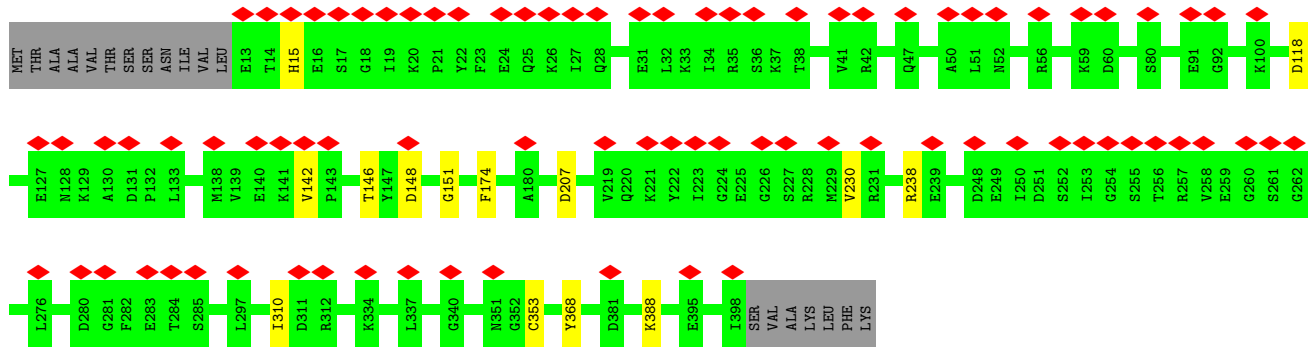 MET THR ALA ALA VAL THR SER SER ASN ILE VAL LEU E13 T14 H15 E16 S17 G18 I19 K20 P21 Y22 F23 E24 Q25 K26 I27 Q28 E31 L32 K33 I34 R35 S36 K37 T38 V41 R42 Q47 A50 L51 N52 R56 K59 D60 S80 E91 G92 K100 D118
E127 N128 K129 A130 D131 P132 L133 M138 V139 E140 K141 V142 P143 T146 Y147 D148 G151 F174 A180 D207 V219 Q220 K221 Y222 I223 G224 E225 G226 S227 R228 M229 V230 R231 R238 E239 D248 E249 I250 D251 S252 I253 G254 S255 T256 R257 V258 E259 G260 S261 G262
L276 D280 G281 F282 E283 T284 S285 L297 I310 D311 R312 K334 L337 G340 N351 G352 C353 Y368 D381 K388 E395 I398 SER VAL ALA LYS LEU PHE LYS